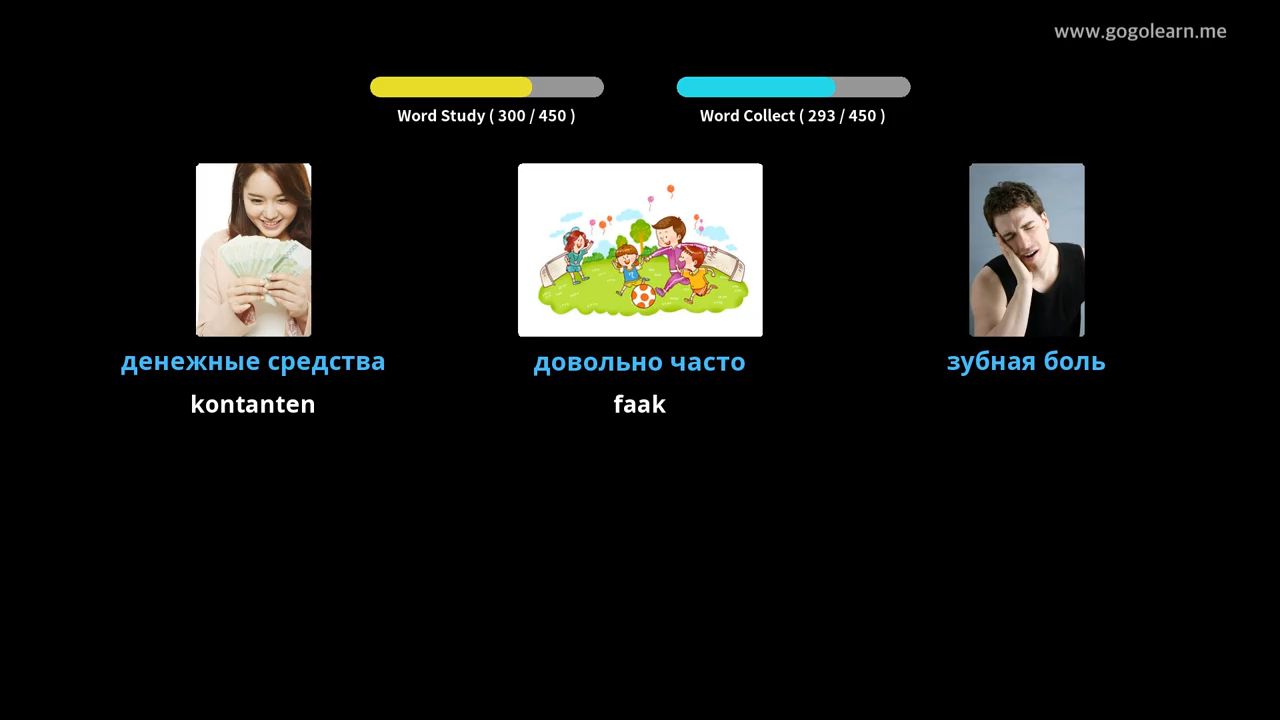 www.gogolearn.me
Word Study ( 300 / 450 )
Word Collect ( 293 / 450 )
денежные средства
довольно часто
зубная боль
kontanten
faak